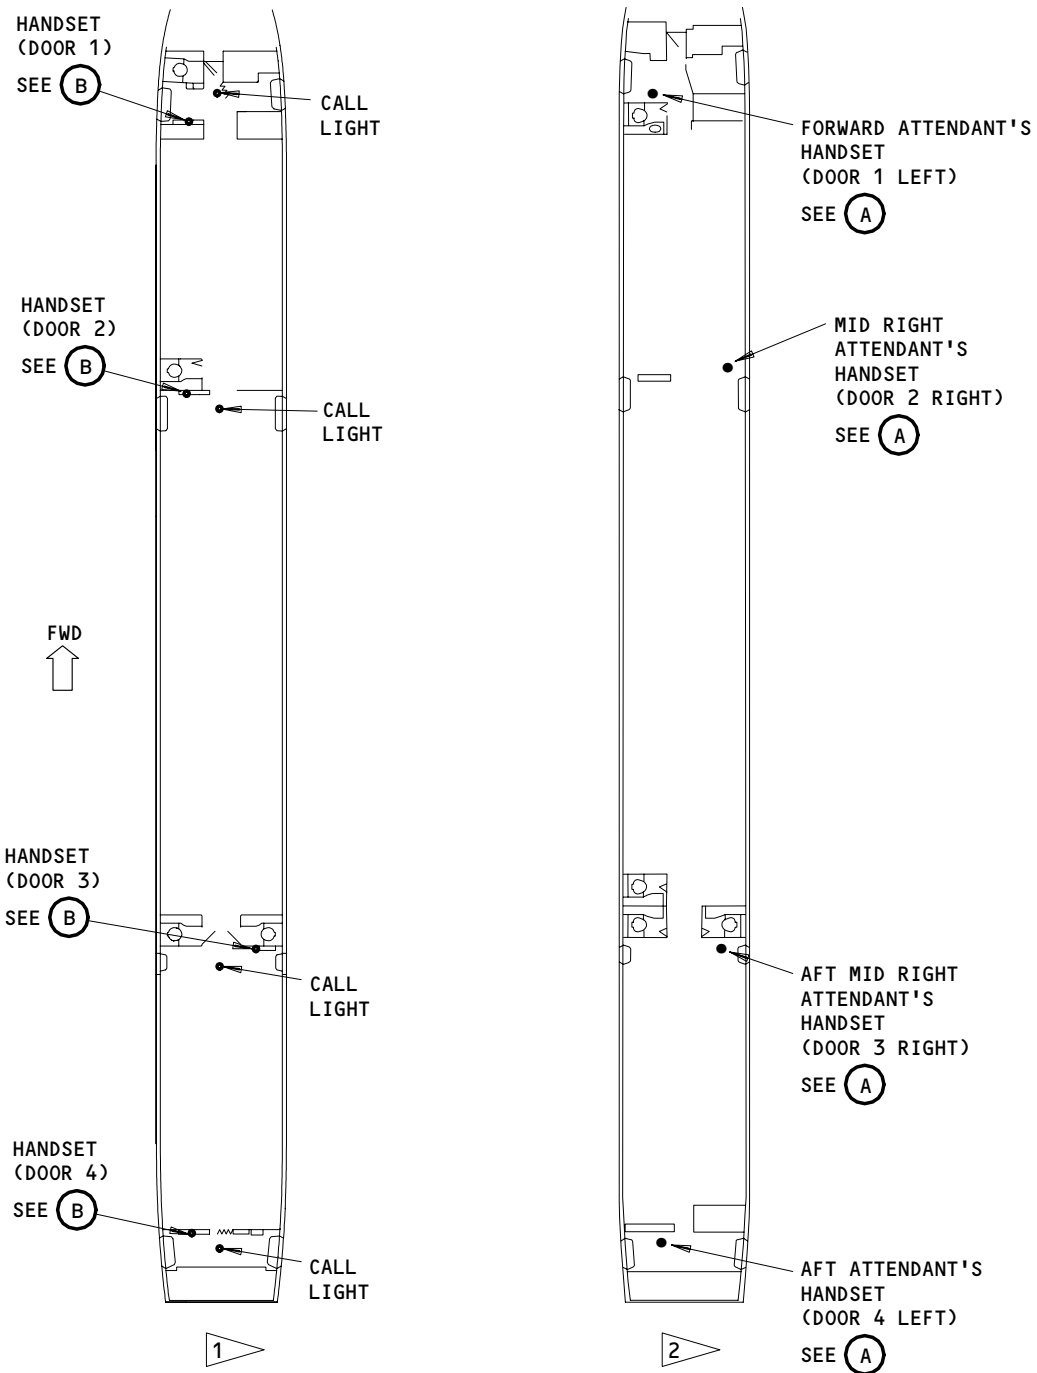 HANDSET
(DOOR 1)
SEE B
CALL
LIGHT
HANDSET
(DOOR 2)
SEE B
CALL
LIGHT
FWD
HANDSET
(DOOR 3)
SEE B
CALL
LIGHT
HANDSET
(DOOR 4)
SEE B
CALL
LIGHT
1
FORWARD ATTENDANT'S
HANDSET
(DOOR 1 LEFT)
SEE A
MID RIGHT
ATTENDANT'S
HANDSET
(DOOR 2 RIGHT)
SEE A
AFT MID RIGHT
ATTENDANT'S
HANDSET
(DOOR 3 RIGHT)
SEE A
AFT ATTENDANT'S
HANDSET
(DOOR 4 LEFT)
SEE A
2